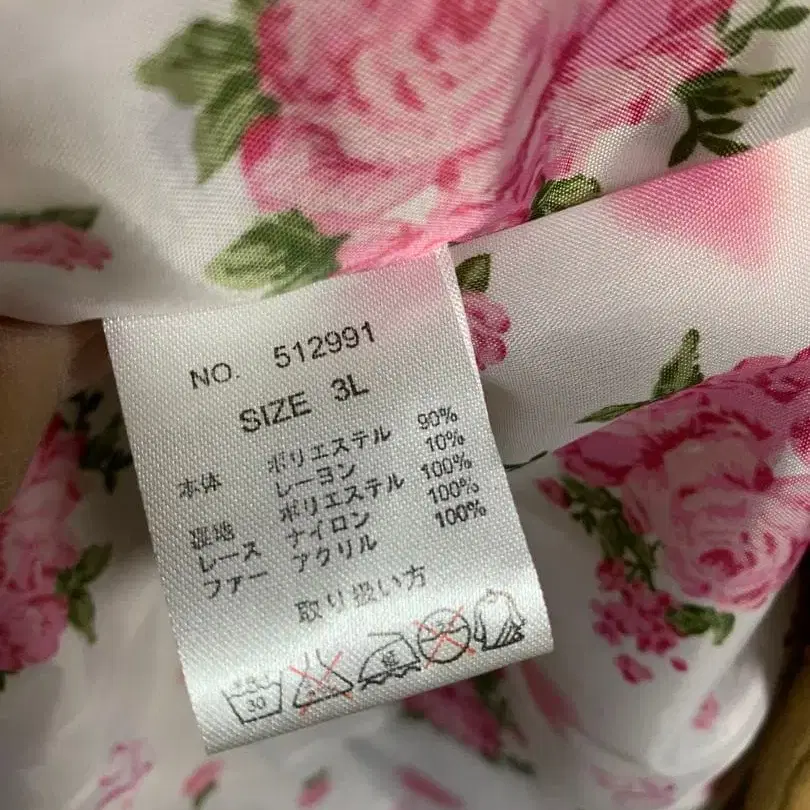 NO. 512991
SIZE 3L
本体 ポリエステル 90%
レーヨン 10%
裏地 ポリエステル 100%
レース ナイロン 100%
ファー アクリル 100%
取り扱い方
30